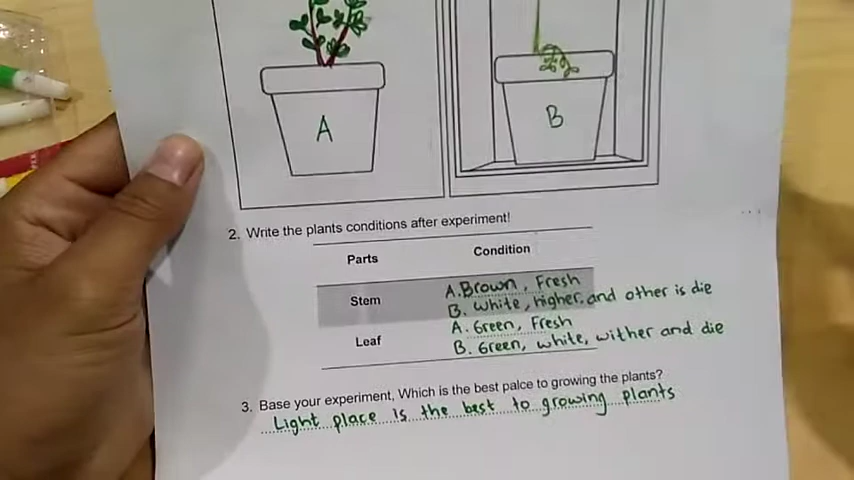 A
B
2. Write the plants conditions after experiment!
Parts Condition
Stem A. Brown, Fresh
B. white, higher, and other is die
Leaf A. Green, Fresh
B. Green, white, wither and die
3. Base your experiment, Which is the best palce to growing the plants?
Light place is the best to growing plants